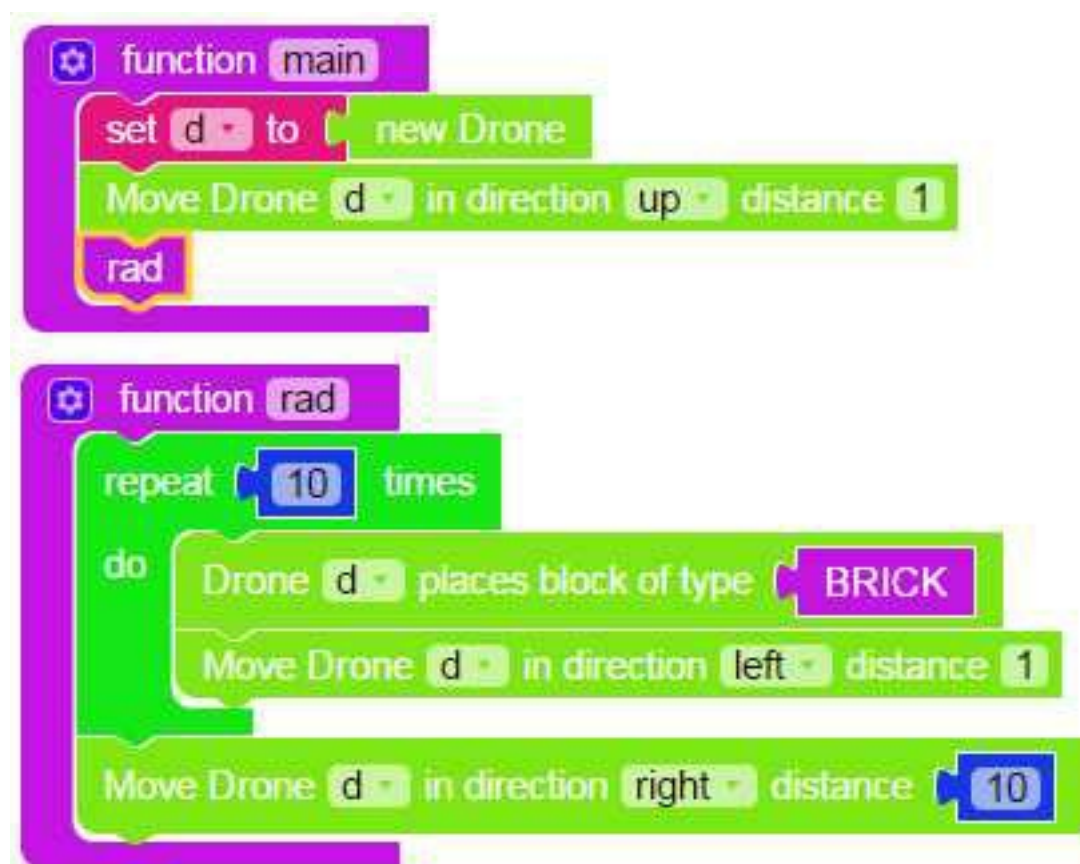 function main
set d to new Drone
Move Drone d in direction up distance 1
rad
function rad
repeat 10 times
do
Drone d places block of type BRICK
Move Drone d in direction left distance 1
Move Drone d in direction right distance 10